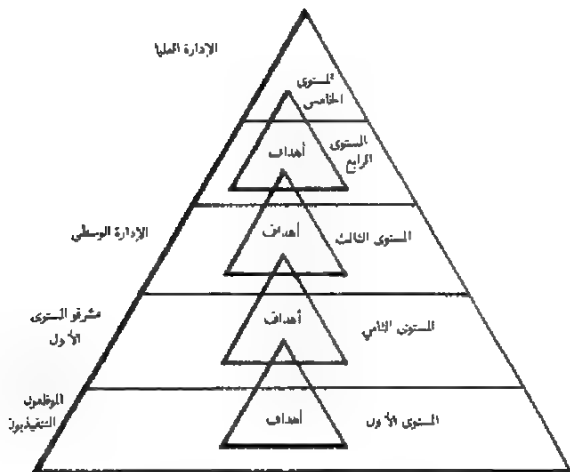 الإدارة العليا
المستوى
الخامس
المستوى
الرابع
أهداف
الإدارة الوسطى
المستوى الثالث
أهداف
مشرفو المستوى
الأول
المستوى الثاني
أهداف
الموظفون
التنفيذيون
المستوى الأول
أهداف